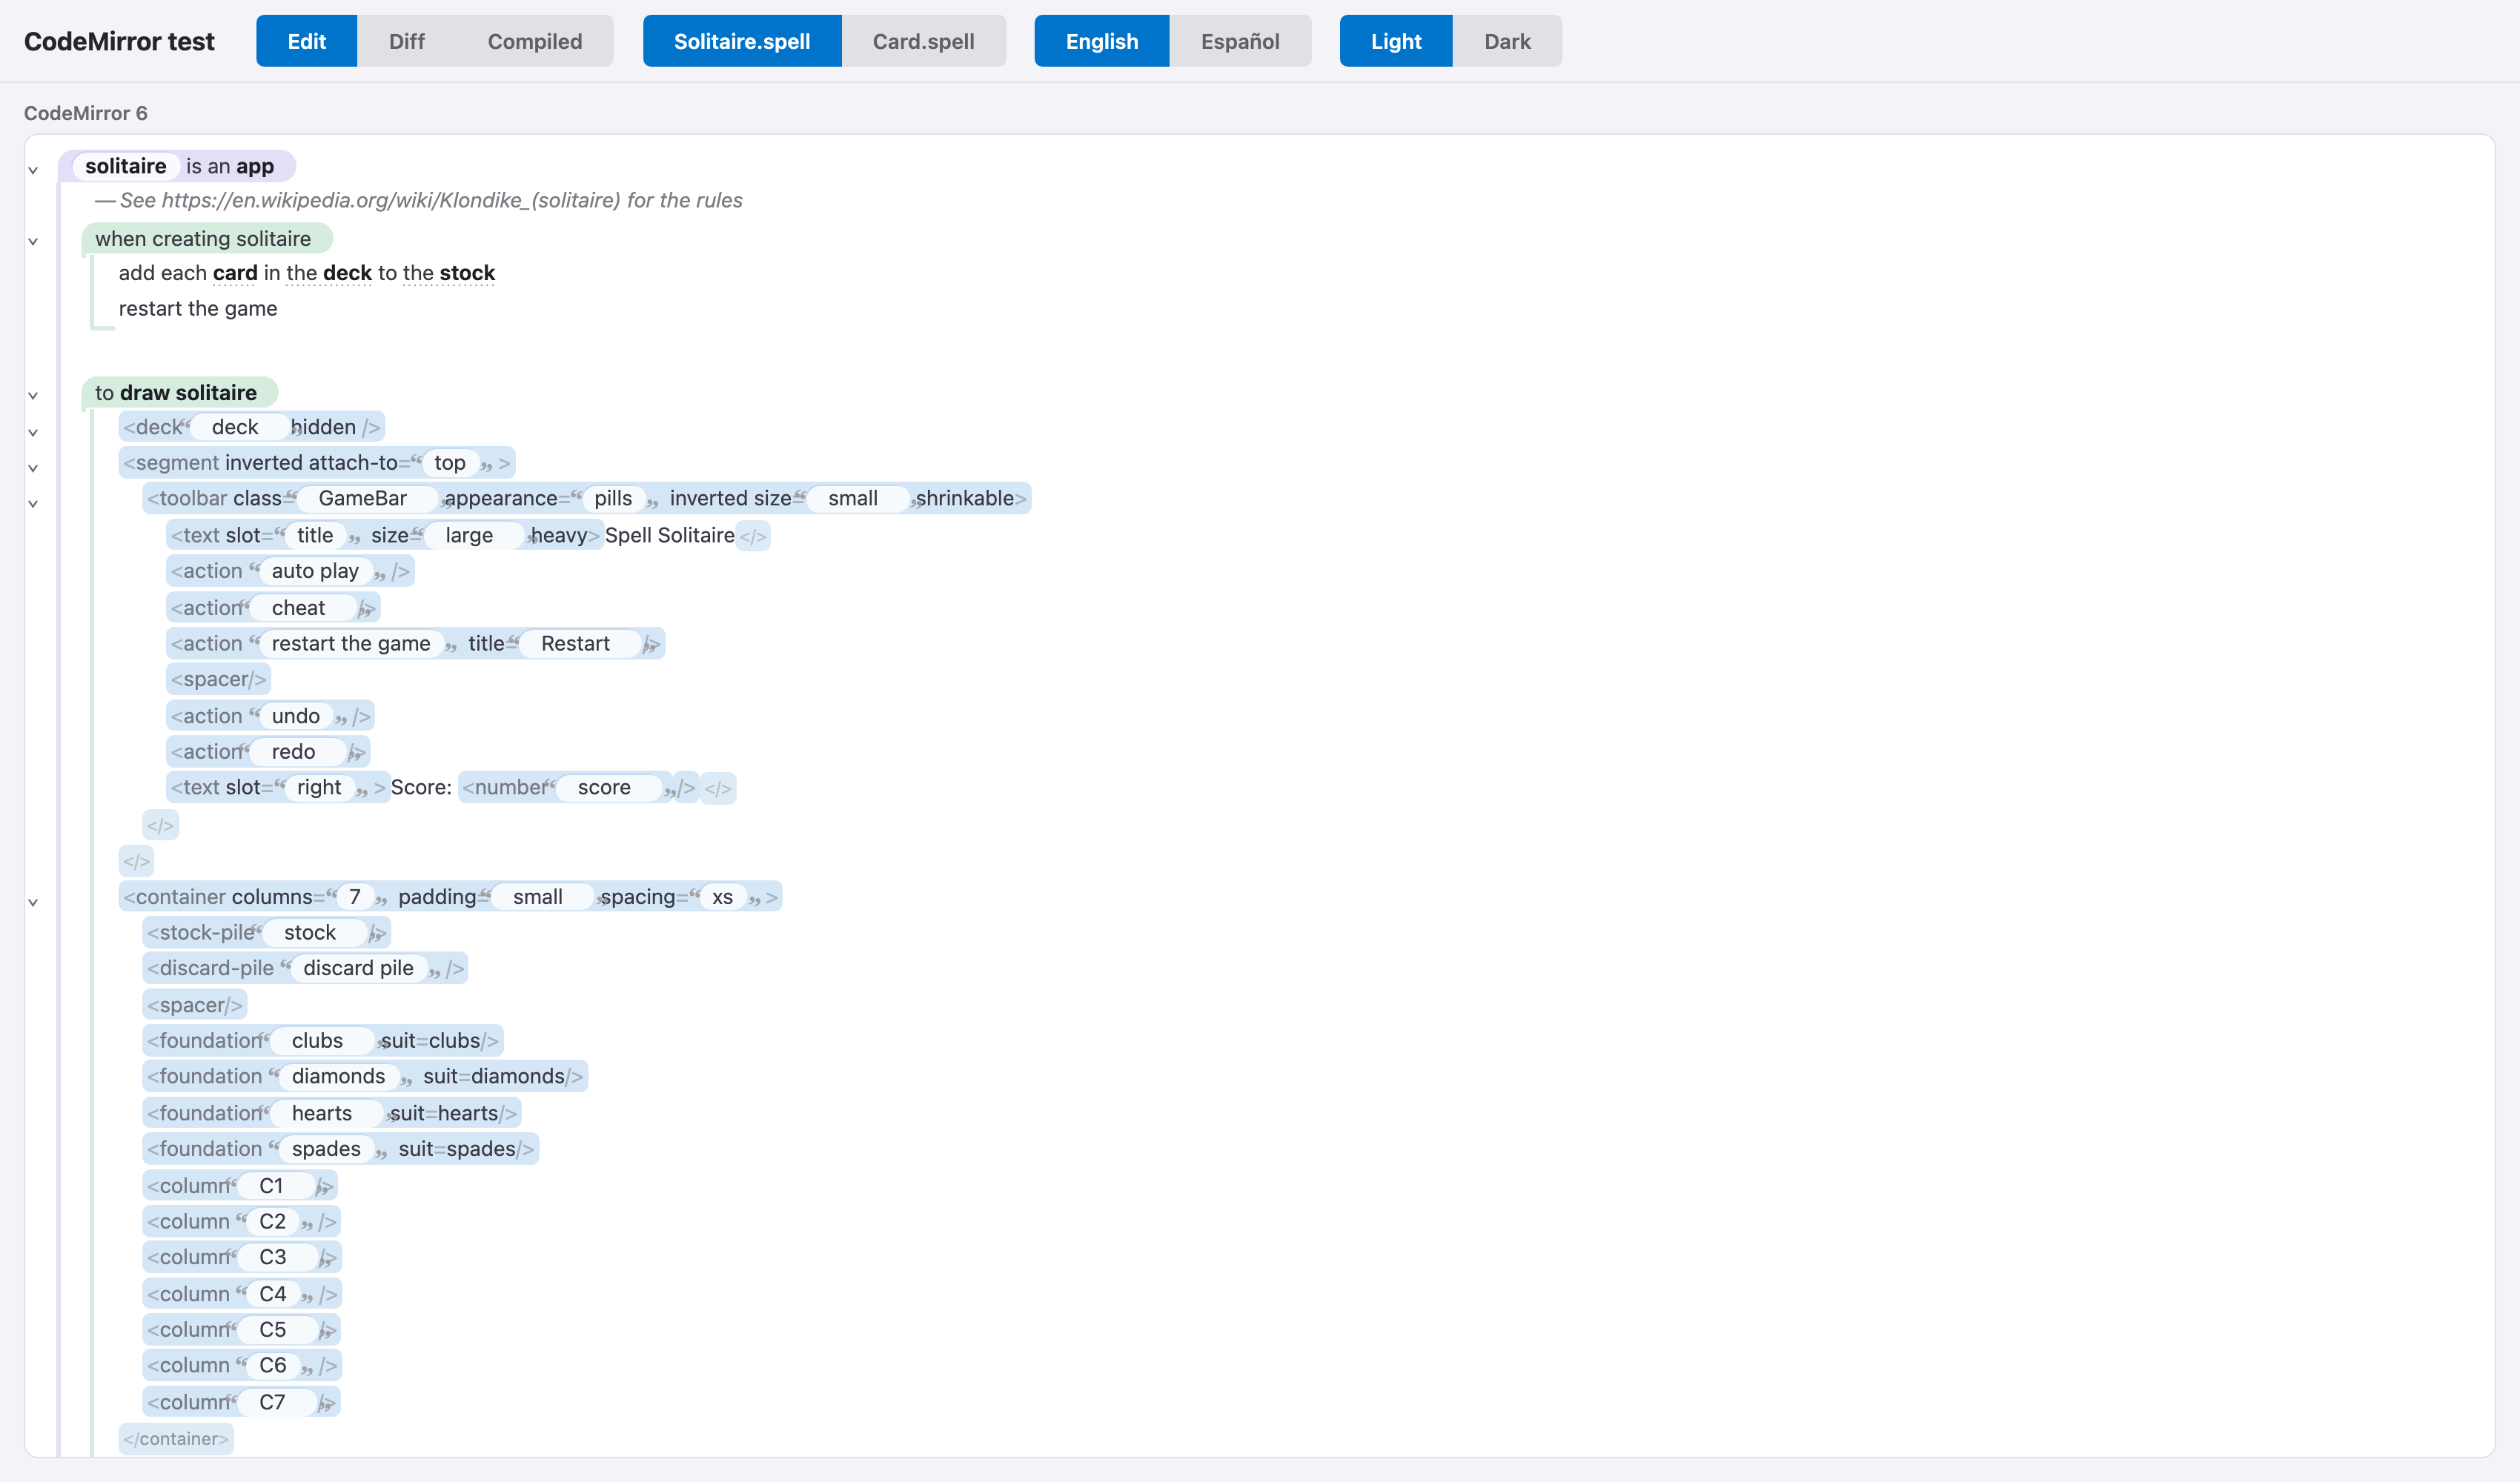 CodeMirror test Edit Diff Compiled Solitaire.spell Card.spell English Español Light Dark
CodeMirror 6
solitaire is an app
— See https://en.wikipedia.org/wiki/Klondike_(solitaire) for the rules
when creating solitaire
add each card in the deck to the stock
restart the game
to draw solitaire
<deck “ deck ” hidden />
<segment inverted attach-to=“ top ” >
<toolbar class=“ GameBar ” appearance=“ pills ” inverted size=“ small ” shrinkable>
<text slot=“ title ” size=“ large ” heavy>Spell Solitaire</>
<action “ auto play ” />
<action “ cheat ” />
<action “ restart the game ” title=“ Restart ” />
<spacer/>
<action “ undo ” />
<action “ redo ” />
<text slot=“ right ” >Score: <number “ score ” /> </>
</>
</>
<container columns=“ 7 ” padding=“ small ” spacing=“ xs ” >
<stock-pile “ stock ” />
<discard-pile “ discard pile ” />
<spacer/>
<foundation “ clubs ” suit=clubs/>
<foundation “ diamonds ” suit=diamonds/>
<foundation “ hearts ” suit=hearts/>
<foundation “ spades ” suit=spades/>
<column “ C1 ” />
<column “ C2 ” />
<column “ C3 ” />
<column “ C4 ” />
<column “ C5 ” />
<column “ C6 ” />
<column “ C7 ” />
</container>